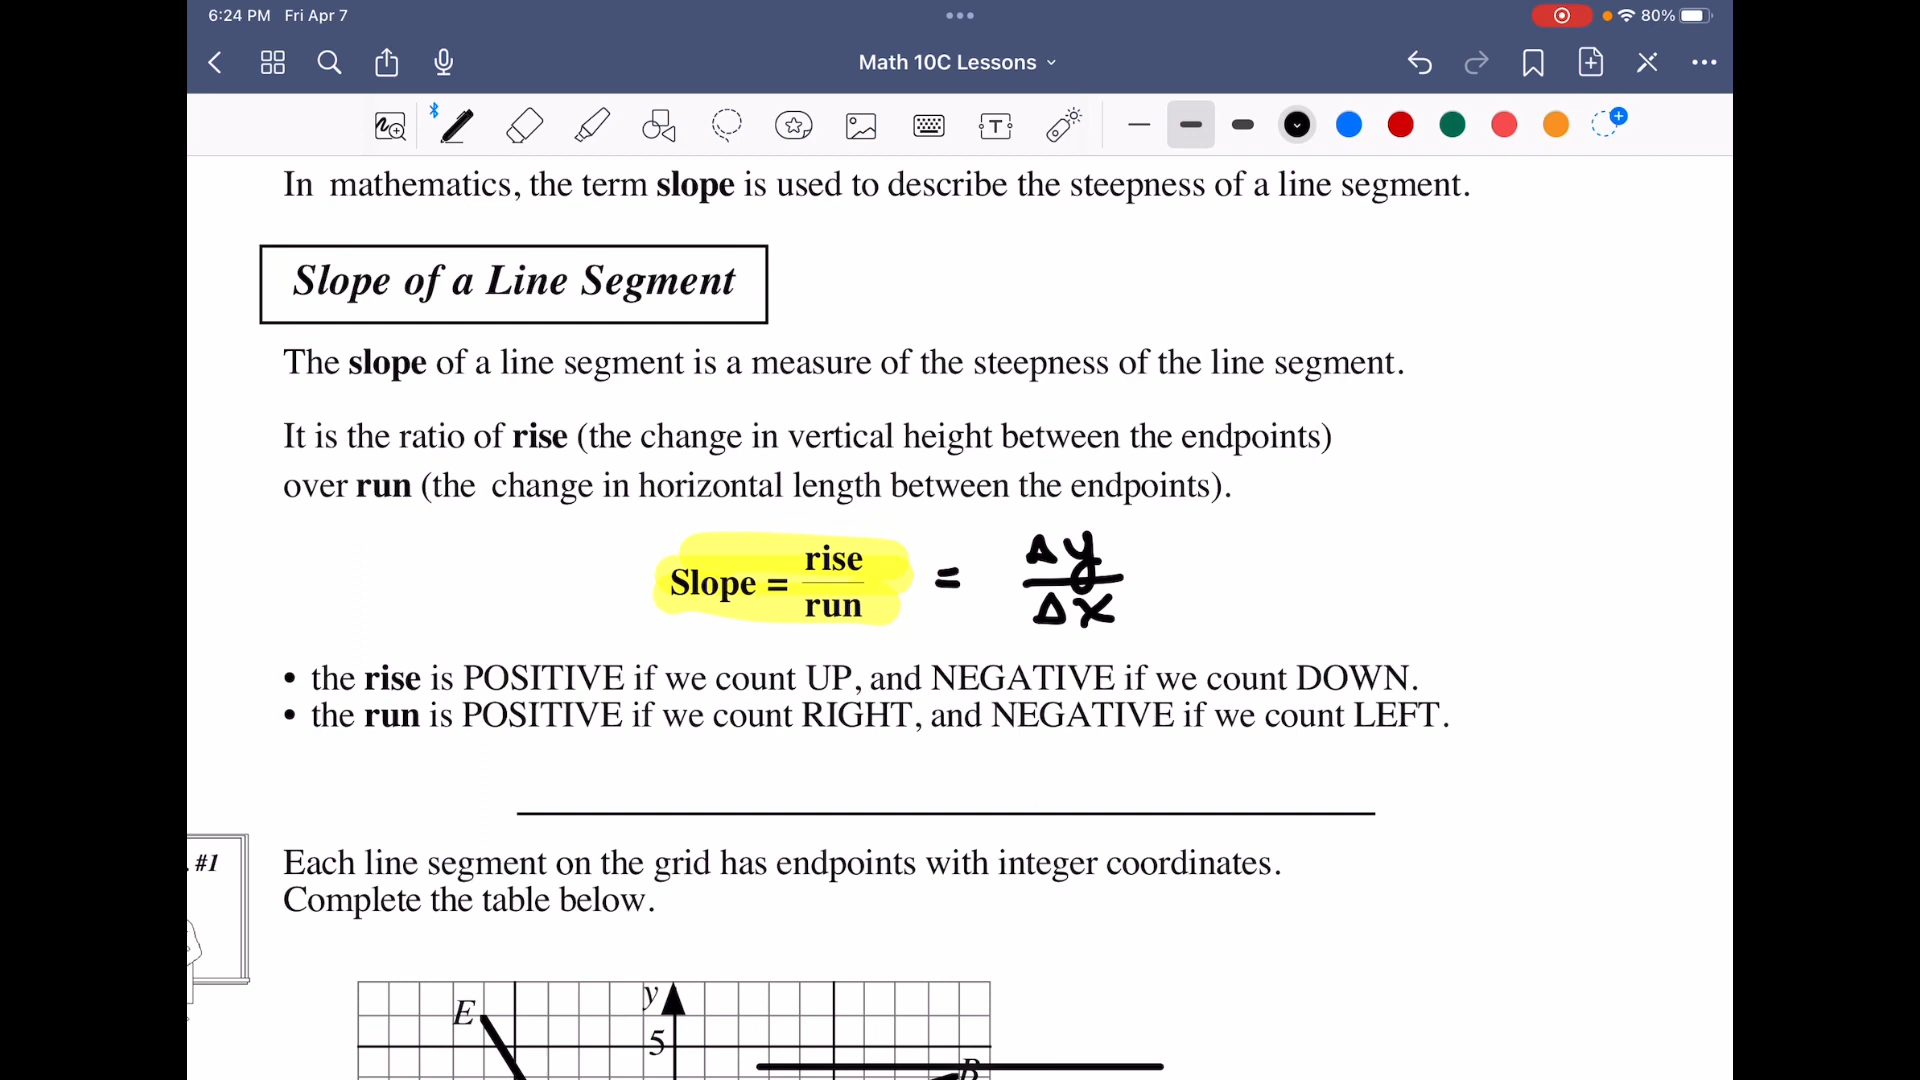 6:24 PM Fri Apr 7
80%
Math 10C Lessons
T
In mathematics, the term slope is used to describe the steepness of a line segment.
Slope of a Line Segment
The slope of a line segment is a measure of the steepness of the line segment.
It is the ratio of rise (the change in vertical height between the endpoints)
over run (the change in horizontal length between the endpoints).
Slope = rise / run = Δy / Δx
• the rise is POSITIVE if we count UP, and NEGATIVE if we count DOWN.
• the run is POSITIVE if we count RIGHT, and NEGATIVE if we count LEFT.
. #1
Each line segment on the grid has endpoints with integer coordinates.
Complete the table below.
E
y
5
B